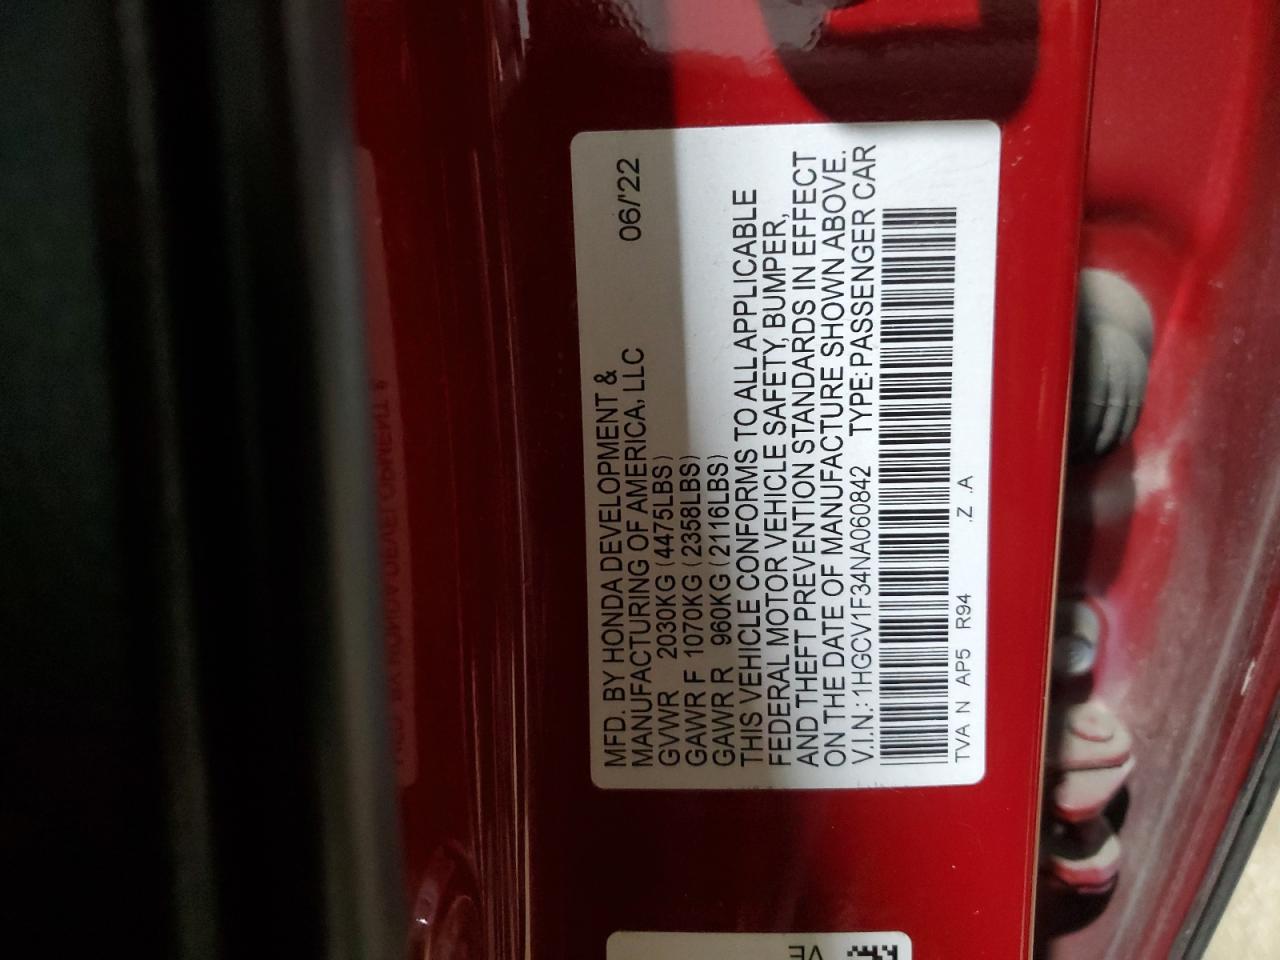 MFD. BY HONDA DEVELOPMENT &
MANUFACTURING OF AMERICA, LLC 06/'22
GVWR 2030KG (4475LBS)
GAWR F 1070KG (2358LBS)
GAWR R 960KG (2116LBS)
THIS VEHICLE CONFORMS TO ALL APPLICABLE
FEDERAL MOTOR VEHICLE SAFETY, BUMPER,
AND THEFT PREVENTION STANDARDS IN EFFECT
ON THE DATE OF MANUFACTURE SHOWN ABOVE.
V.I.N.:1HGCV1F34NA060842 TYPE: PASSENGER CAR
TVA N AP5 R94 .Z .A
VE